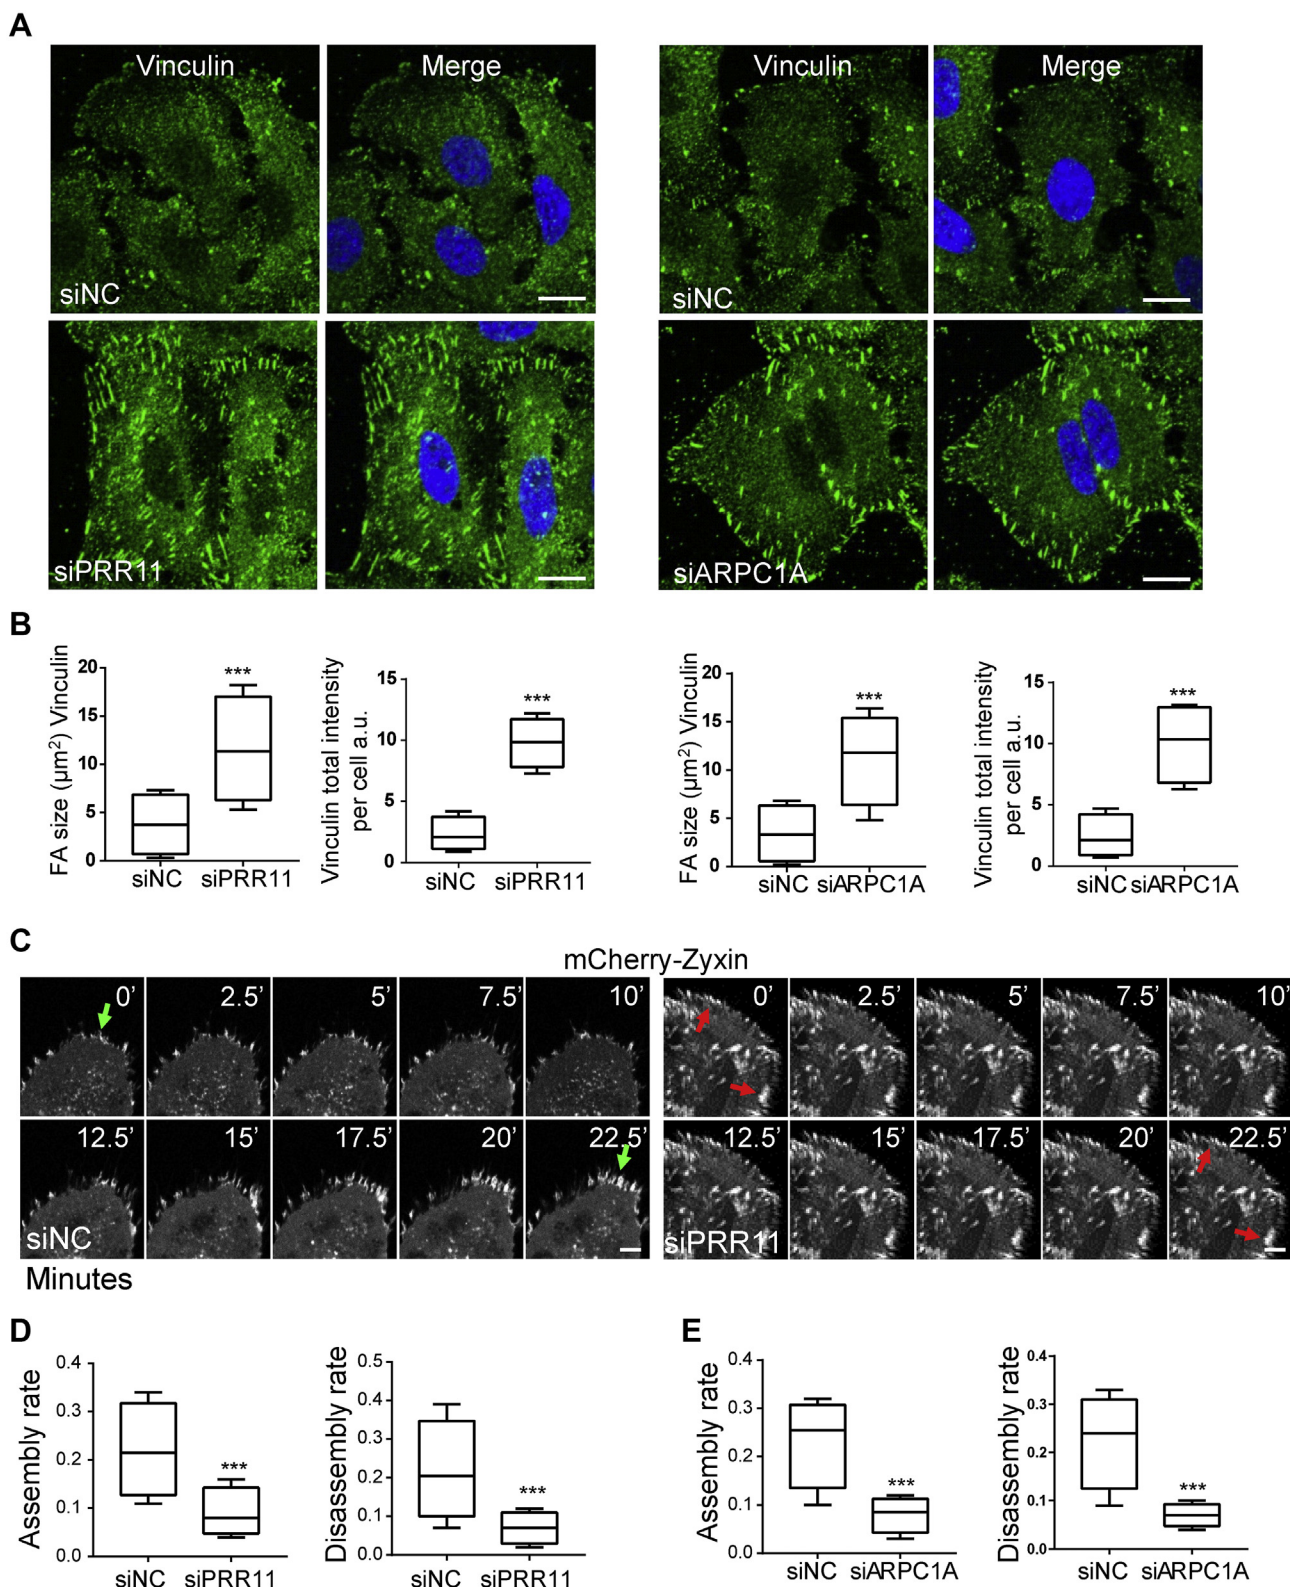 A
Vinculin Merge Vinculin Merge
siNC siNC
siPRR11 siARPC1A
B
FA size (µm²) Vinculin
20
15
10
5
0
siNC siPRR11
Vinculin total intensity
per cell a.u.
15
10
5
0
siNC siPRR11
***
***
FA size (µm²) Vinculin
20
15
10
5
0
siNC siARPC1A
Vinculin total intensity
per cell a.u.
15
10
5
0
siNC siARPC1A
***
***
C
mCherry-Zyxin
0’ 2.5’ 5’ 7.5’ 10’ 0’ 2.5’ 5’ 7.5’ 10’
12.5’ 15’ 17.5’ 20’ 22.5’ 12.5’ 15’ 17.5’ 20’ 22.5’
siNC siPRR11
Minutes
D
Assembly rate
0.4
0.3
0.2
0.1
0.0
***
siNC siPRR11
Disassembly rate
0.5
0.4
0.3
0.2
0.1
0.0
***
siNC siPRR11
E
Assembly rate
0.4
0.3
0.2
0.1
0.0
***
siNC siARPC1A
Disassembly rate
0.4
0.3
0.2
0.1
0.0
***
siNC siARPC1A